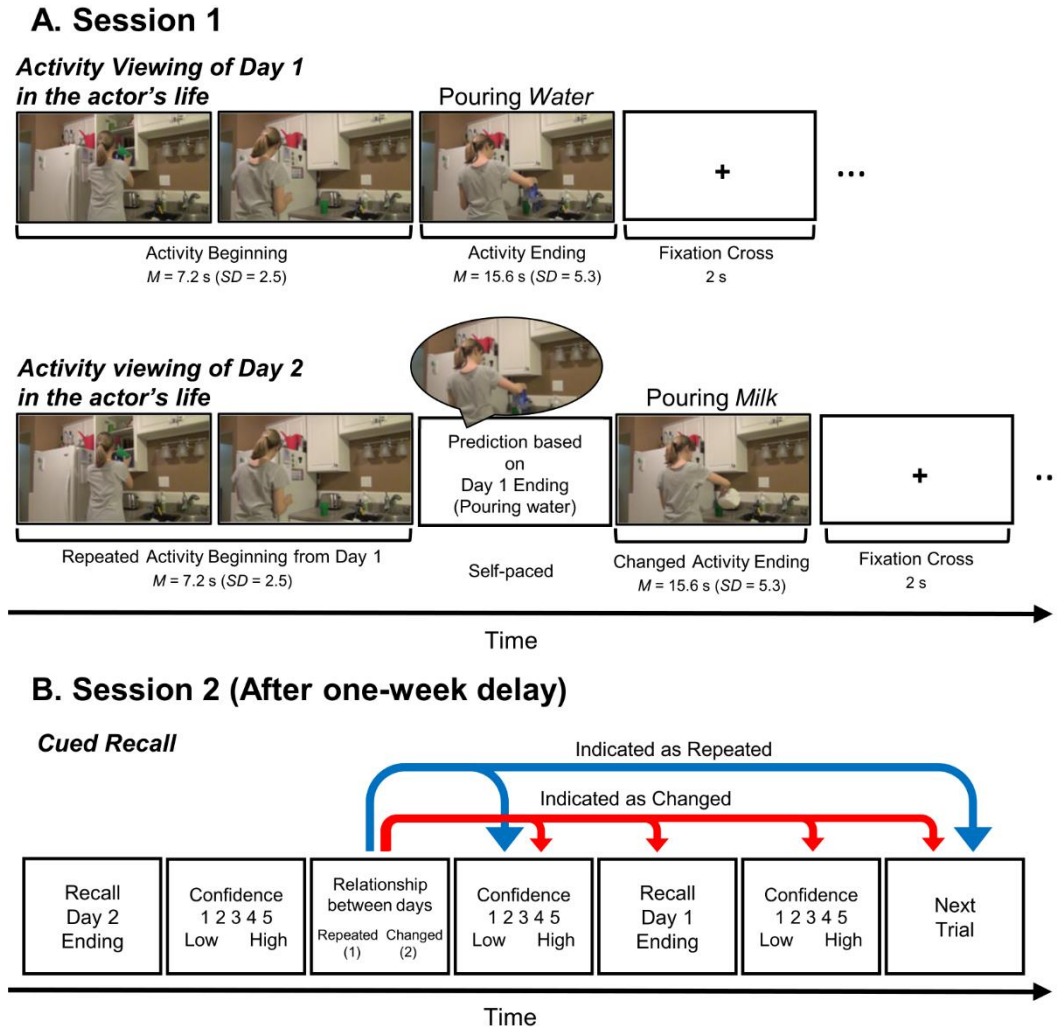 A. Session 1
Activity Viewing of Day 1
in the actor's life
Pouring Water
+
...
Activity Beginning
M = 7.2 s (SD = 2.5)
Activity Ending
M = 15.6 s (SD = 5.3)
Fixation Cross
2 s
Activity viewing of Day 2
in the actor's life
Pouring Milk
Prediction based
on
Day 1 Ending
(Pouring water)
+
..
Repeated Activity Beginning from Day 1
M = 7.2 s (SD = 2.5)
Self-paced
Changed Activity Ending
M = 15.6 s (SD = 5.3)
Fixation Cross
2 s
Time
B. Session 2 (After one-week delay)
Cued Recall
Indicated as Repeated
Indicated as Changed
Recall
Day 2
Ending
Confidence
1 2 3 4 5
Low High
Relationship
between days
Repeated Changed
(1) (2)
Confidence
1 2 3 4 5
Low High
Recall
Day 1
Ending
Confidence
1 2 3 4 5
Low High
Next
Trial
Time